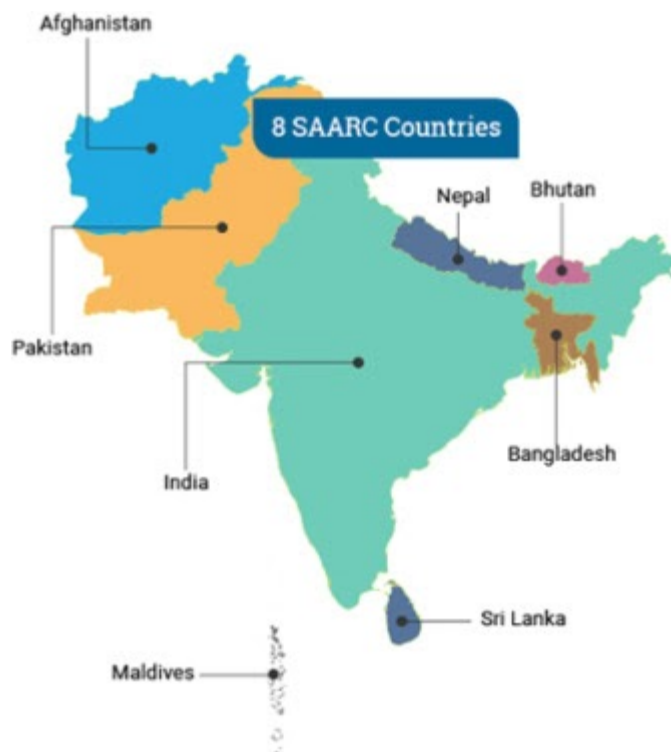 Afghanistan
8 SAARC Countries
Nepal
Bhutan
Pakistan
Bangladesh
India
Sri Lanka
Maldives